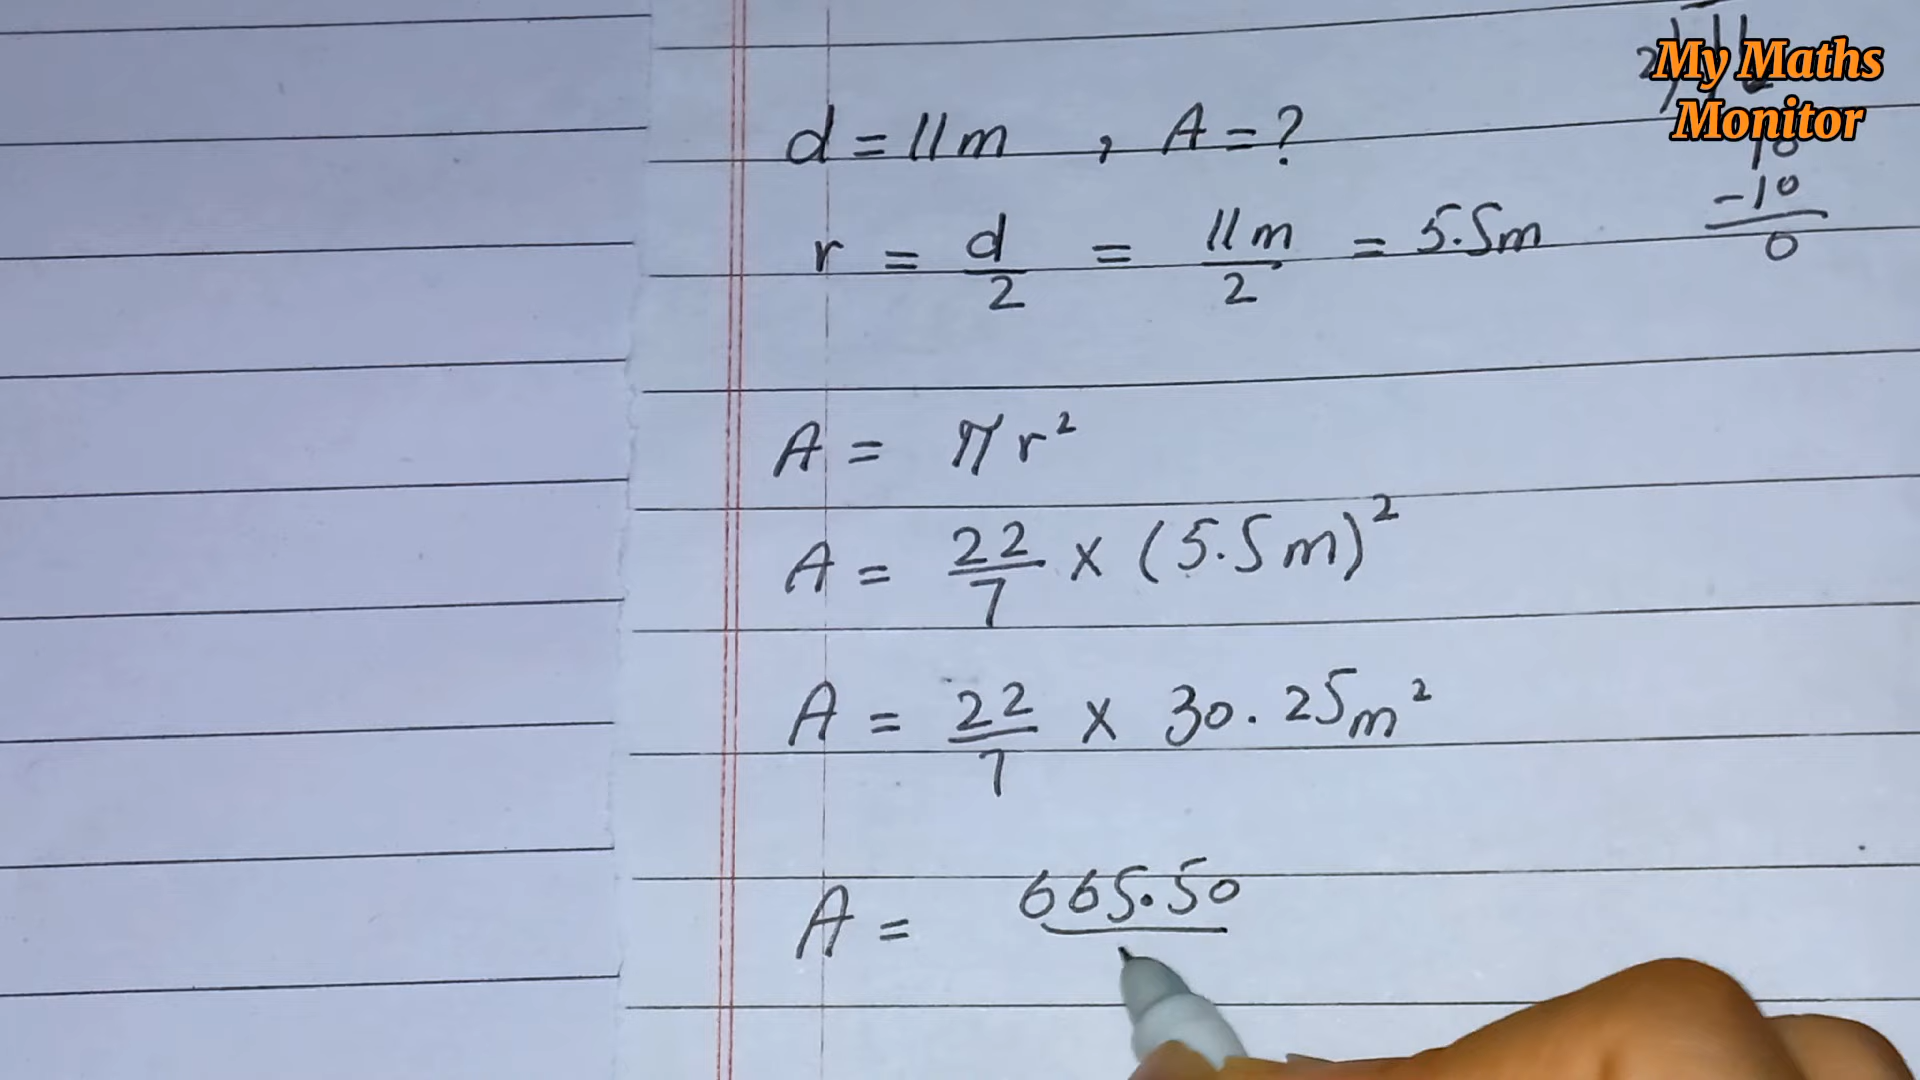 My Maths
Monitor
d = 11m , A = ?
r = d/2 = 11m/2 = 5.5m
-10
0
A = πr²
A = 22/7 × (5.5m)²
A = 22/7 × 30.25m²
A = 665.50